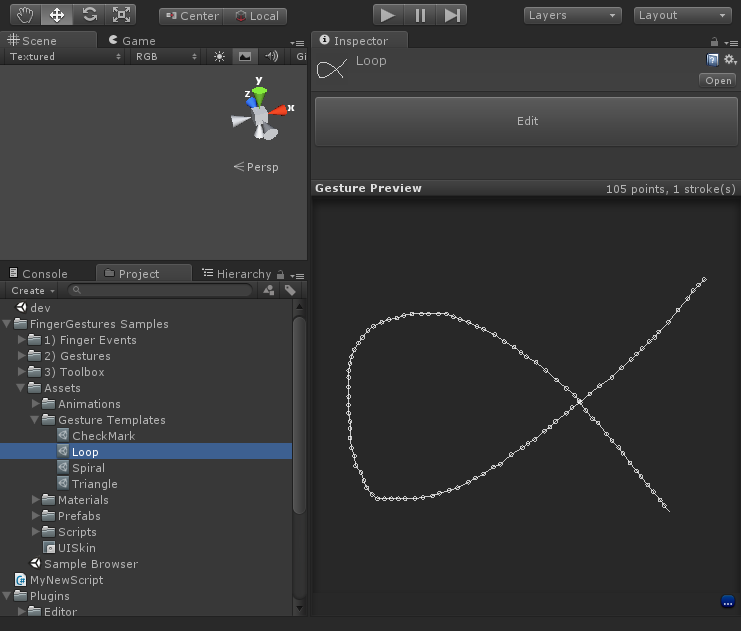 Center Local Layers Layout
Scene Game
Textured RGB Gi
y
z x
Persp
Inspector
Loop
Open
Edit
Gesture Preview 105 points, 1 stroke(s)
Console Project Hierarchy
Create
dev
FingerGestures Samples
1) Finger Events
2) Gestures
3) Toolbox
Assets
Animations
Gesture Templates
CheckMark
Loop
Spiral
Triangle
Materials
Prefabs
Scripts
UISkin
Sample Browser
MyNewScript
Plugins
Editor